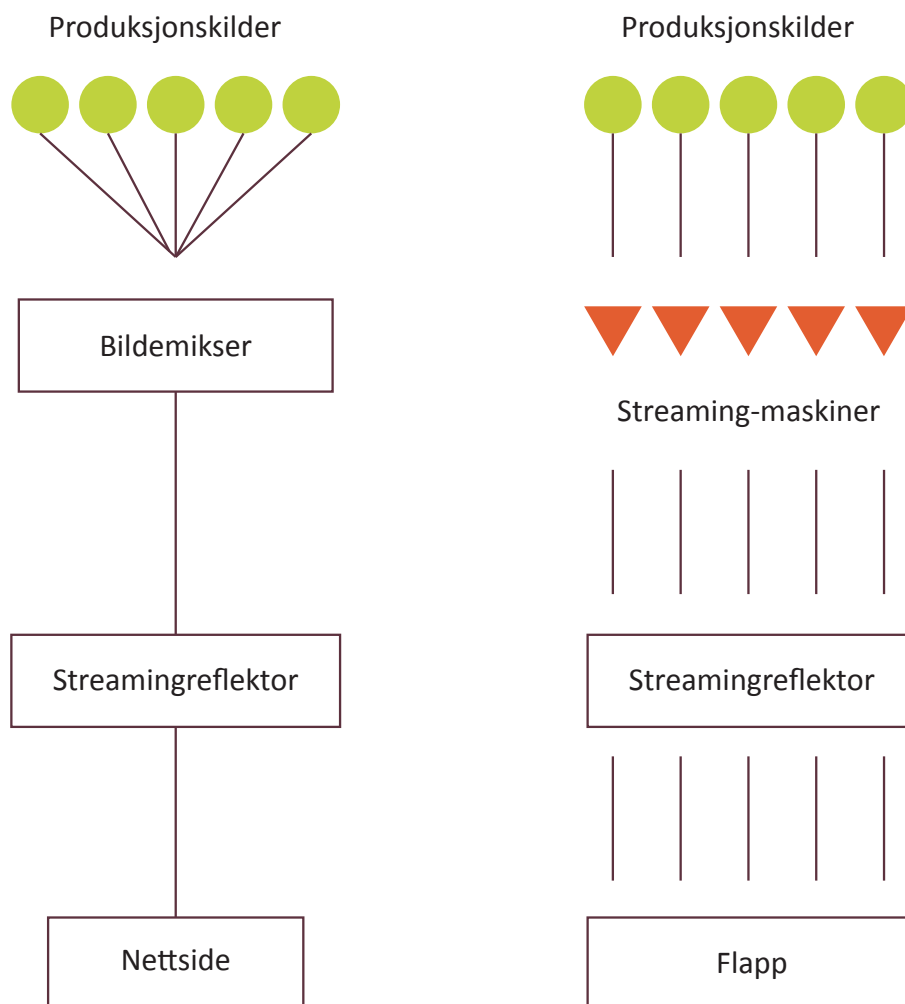 Produksjonskilder
Bildemikser
Streamingreflektor
Nettside
Produksjonskilder
Streaming-maskiner
Streamingreflektor
Flapp